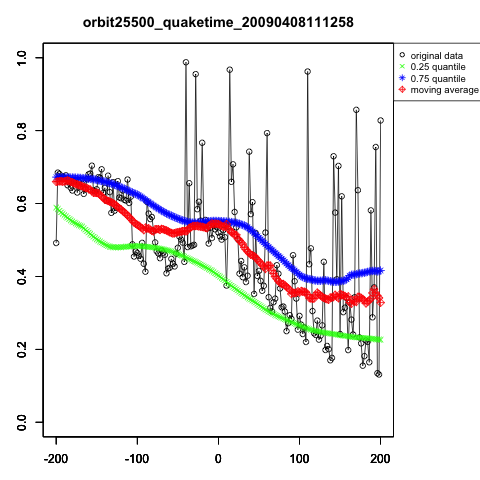 orbit25500_quaketime_20090408111258
original data
0.25 quantile
0.75 quantile
moving average
1.0
0.8
0.6
0.4
0.2
0.0
-200
-100
0
100
200